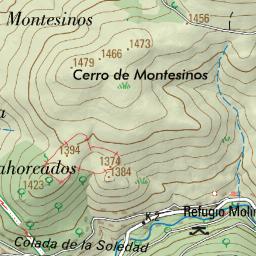 Montesinos
1456
1473
1466
1479
Cerro de Montesinos
1394
1374
ahorcados
1384
1423
Refugio Molin
K 2
Colada de la Soledad